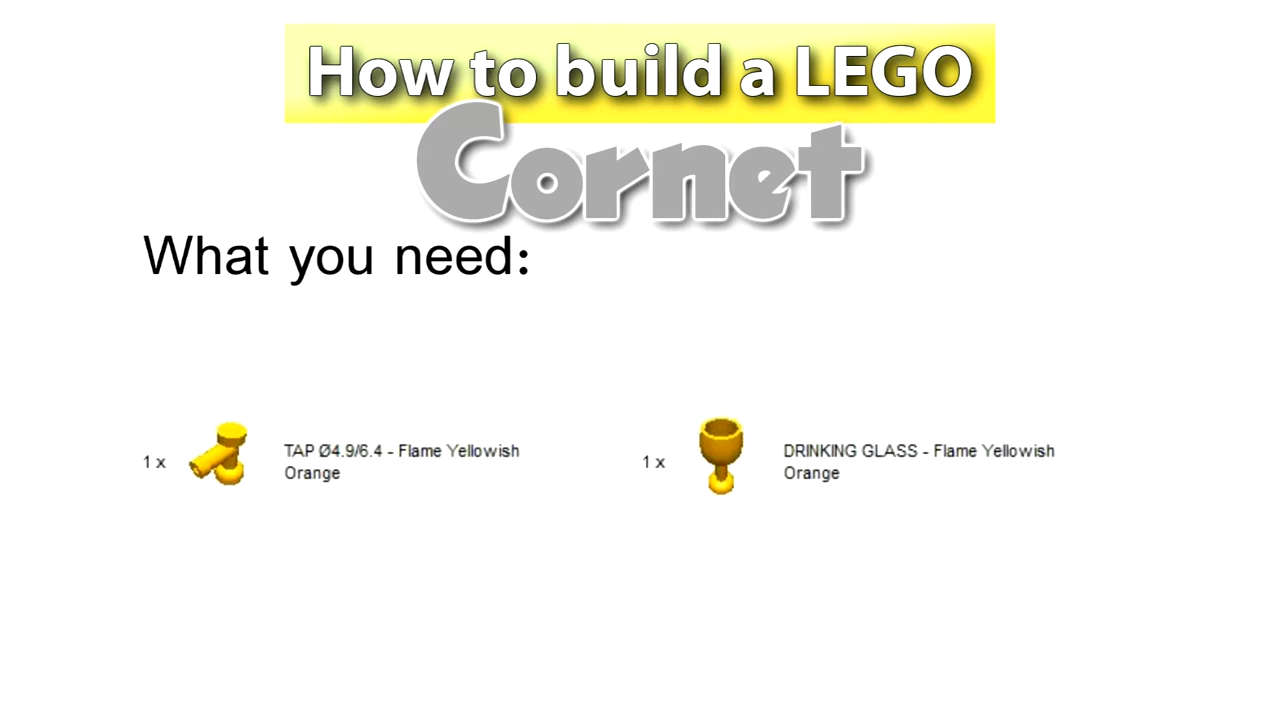 How to build a LEGO
Cornet
What you need:
1 x
TAP Ø4.9/6.4 - Flame Yellowish
Orange
1 x
DRINKING GLASS - Flame Yellowish
Orange